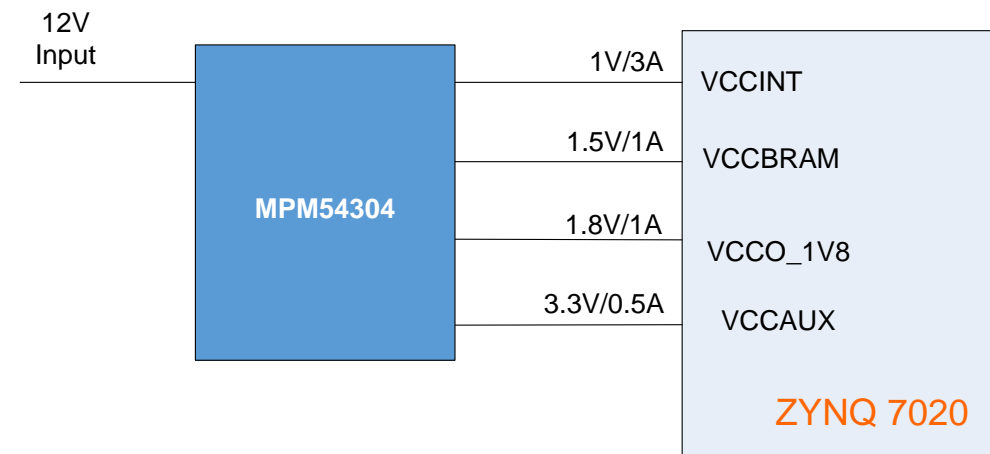 12V
Input
MPM54304
1V/3A
VCCINT
1.5V/1A
VCCBRAM
1.8V/1A
VCCO_1V8
3.3V/0.5A
VCCAUX
ZYNQ 7020